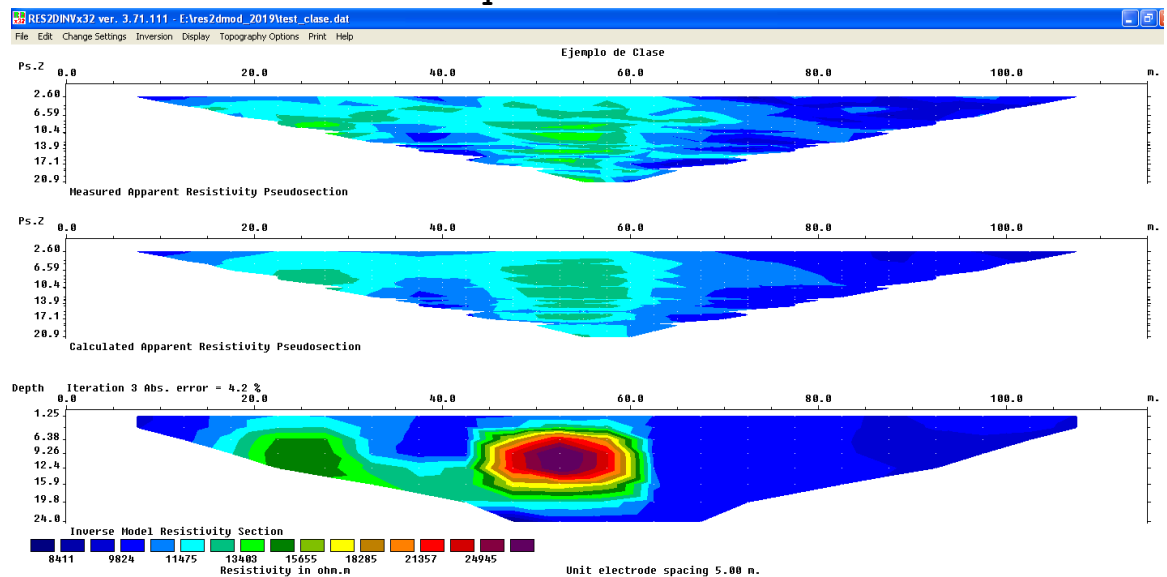 RES2DINVx32 ver. 3.71.111 - E:\res2dmod_2019\test_clase.dat
File Edit Change Settings Inversion Display Topography Options Print Help
Ejemplo de Clase
Ps.Z 0.0 20.0 40.0 60.0 80.0 100.0 m.
2.60
6.59
10.4
13.9
17.1
20.9
Measured Apparent Resistivity Pseudosection
Ps.Z 0.0 20.0 40.0 60.0 80.0 100.0 m.
2.60
6.59
10.4
13.9
17.1
20.9
Calculated Apparent Resistivity Pseudosection
Depth Iteration 3 Abs. error = 4.2 %
0.0 20.0 40.0 60.0 80.0 100.0 m.
1.25
6.38
9.26
12.4
15.9
19.8
24.0
Inverse Model Resistivity Section
8411 9824 11475 13403 15655 18285 21357 24945
Resistivity in ohm.m Unit electrode spacing 5.00 m.